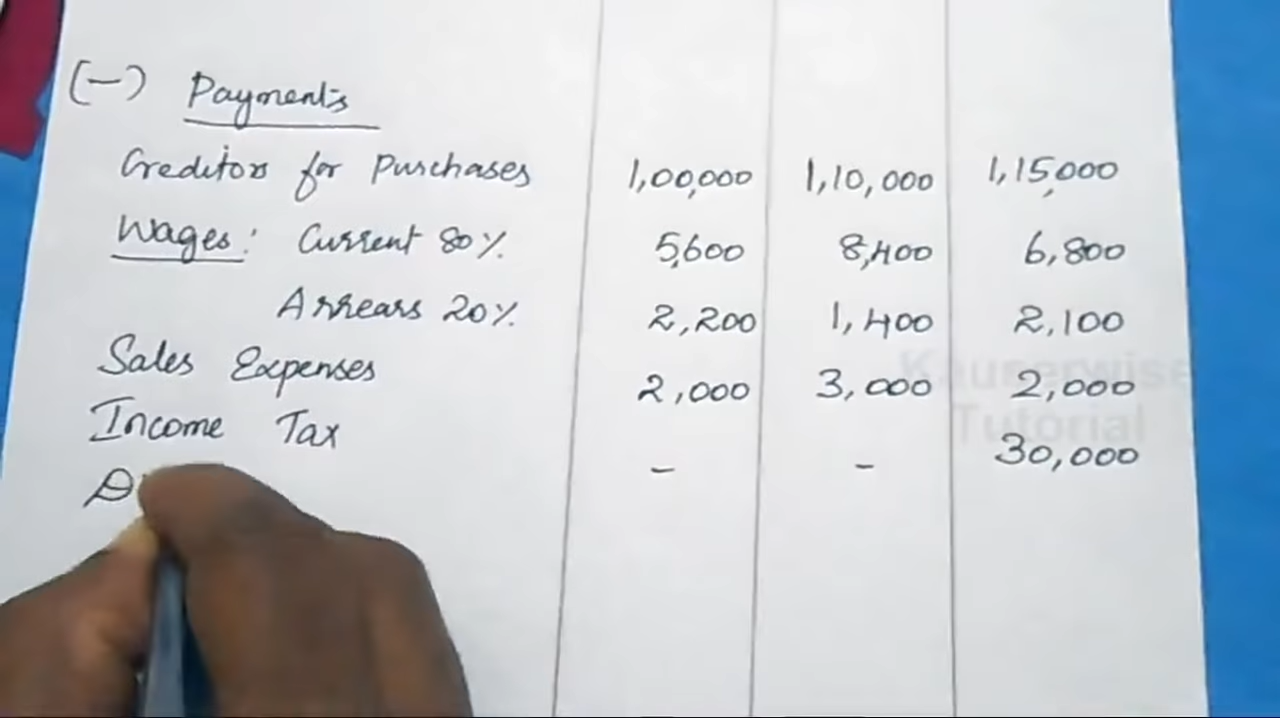 (-) Payments
Creditors for Purchases 1,00,000 1,10,000 1,15,000
Wages: Current 80% 5,600 8,400 6,800
Arrears 20% 2,200 1,400 2,100
Sales Expenses 2,000 3,000 2,000
Income Tax - - 30,000
Kauserwise
Tutorial